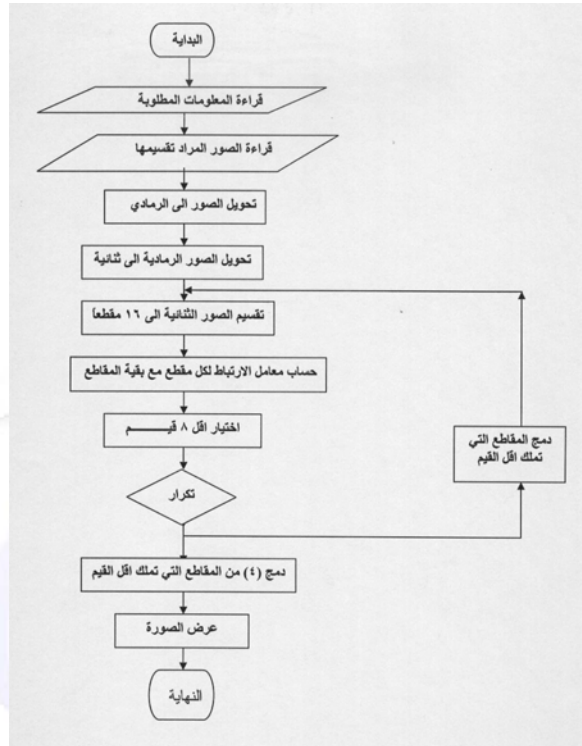 البداية
قراءة المعلومات المطلوبة
قراءة الصور المراد تقسيمها
تحويل الصور الى الرمادي
تحويل الصور الرمادية الى ثنائية
تقسيم الصور الثنائية الى ١٦ مقطعاً
حساب معامل الارتباط لكل مقطع مع بقية المقاطع
اختيار اقل ٨ قيـــــــم
دمج المقاطع التي
تملك اقل القيم
تكرار
دمج (٤) من المقاطع التي تملك اقل القيم
عرض الصورة
النهاية